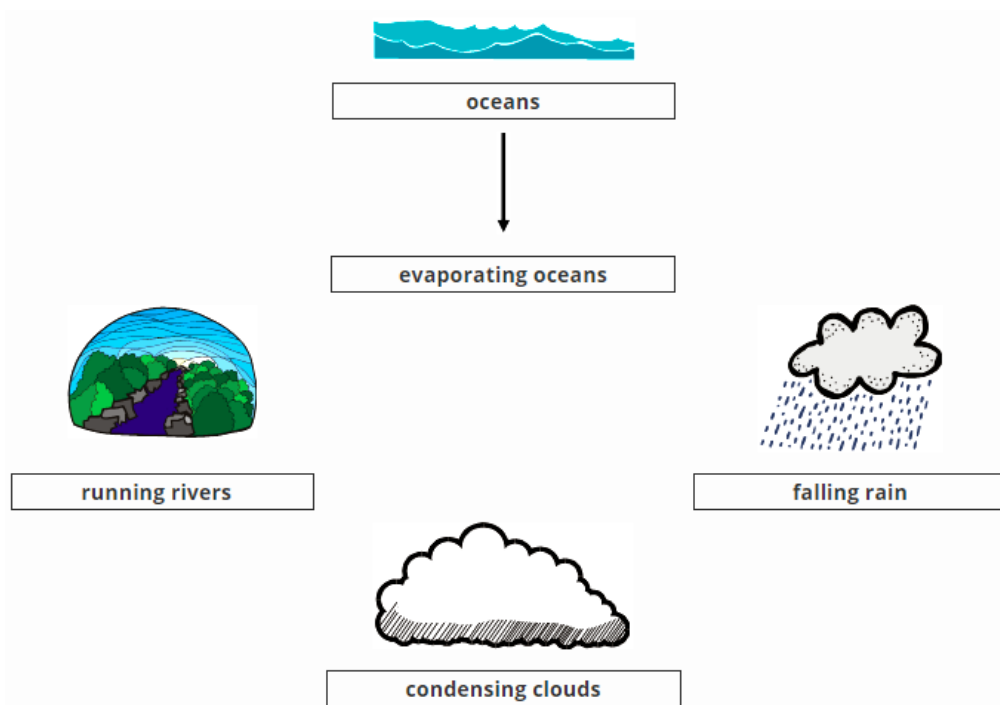 oceans
evaporating oceans
running rivers
falling rain
condensing clouds